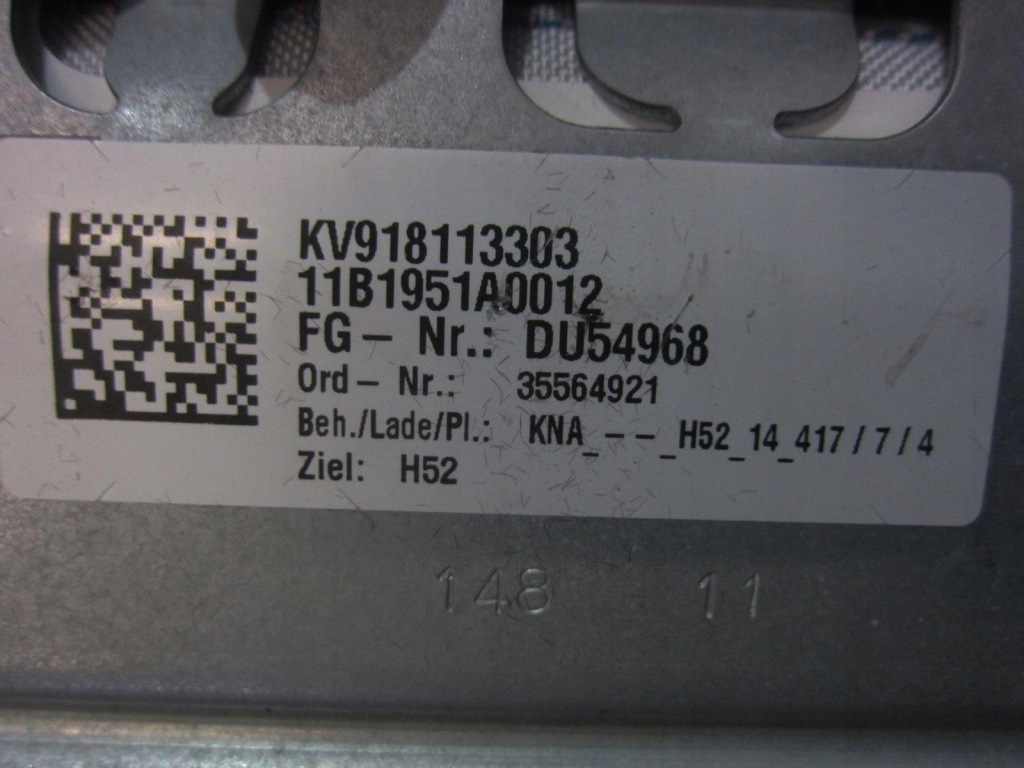 KV918113303
11B1951A0012
FG- Nr.: DU54968
Ord- Nr.: 35564921
Beh./Lade/Pl.: KNA_--_H52_14_417/7/4
Ziel: H52
148 11